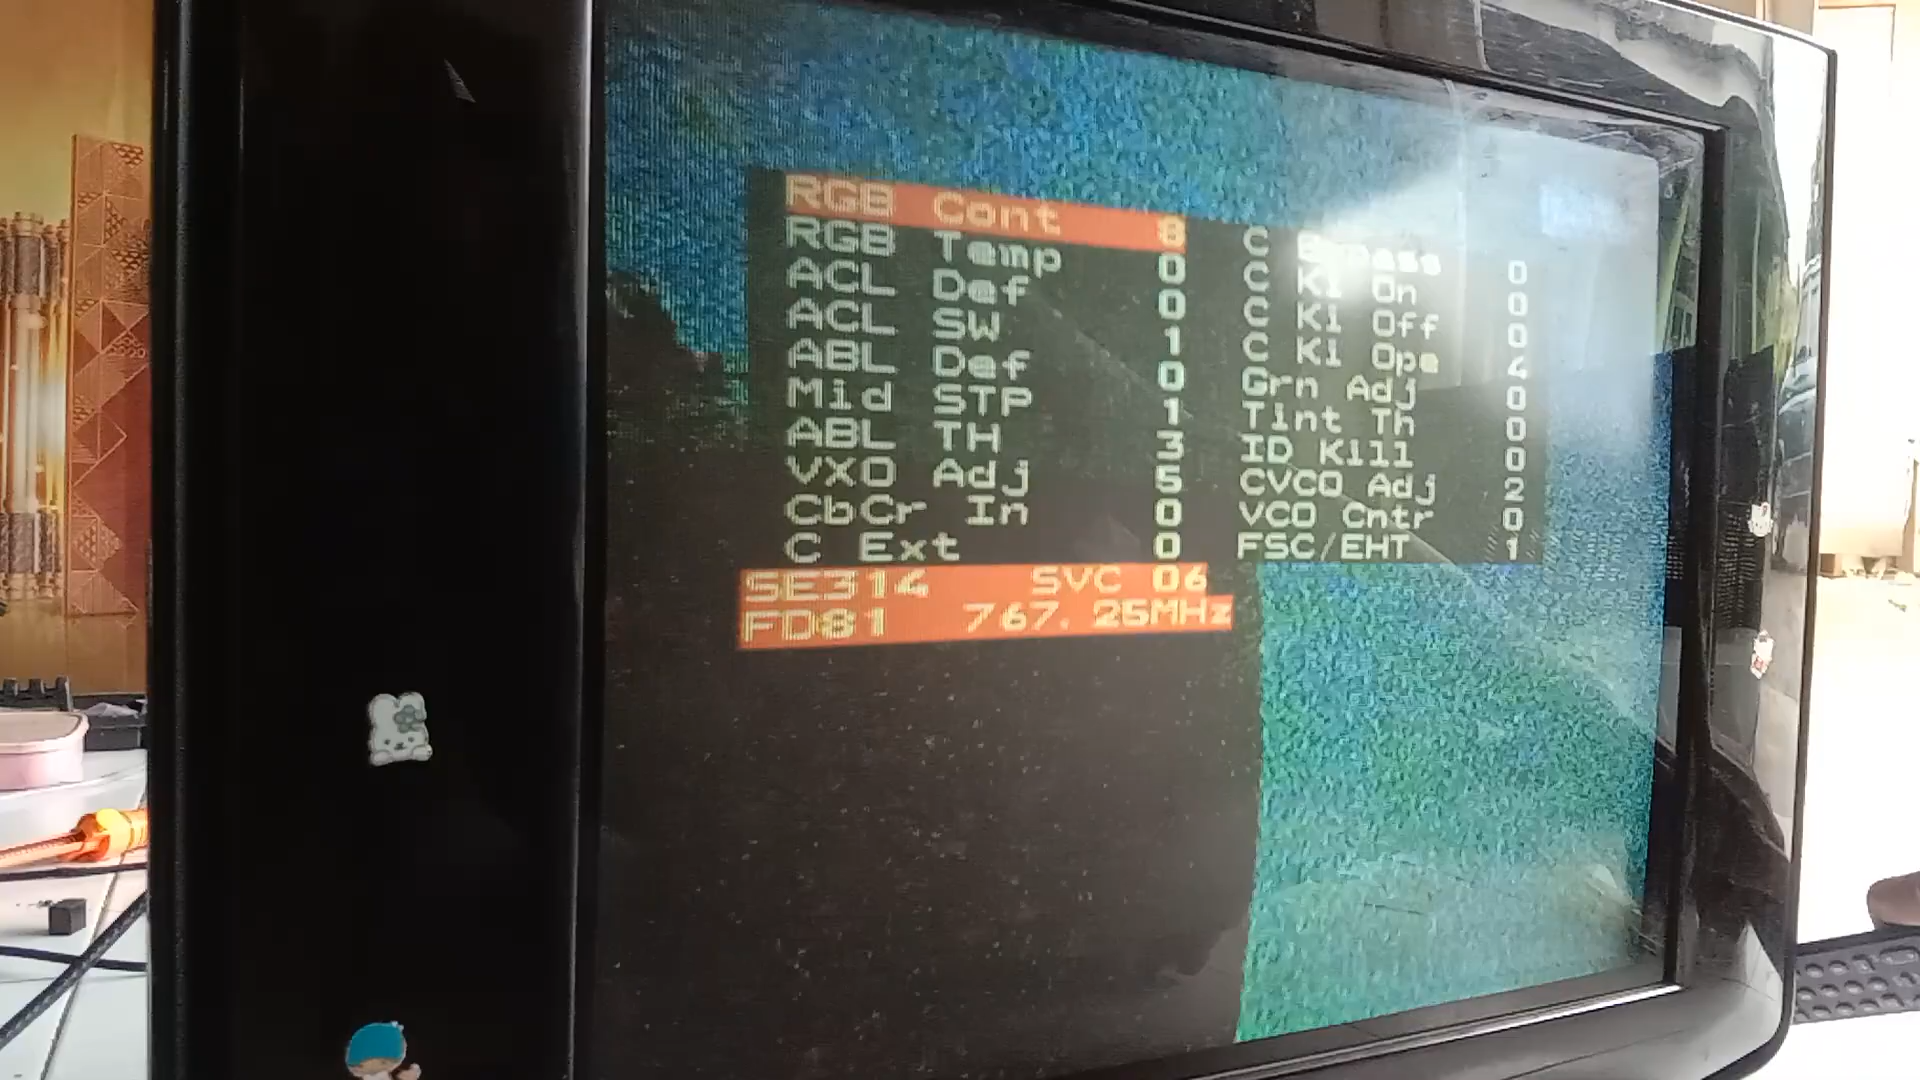 RGB Cont 8
RGB Temp 0
ACL Def 0
ACL SW 1
ABL Def 0
Mid STP 1
ABL TH 3
VXO Adj 5
CbCr In 0
C Ext 0
C Bypass 0
C Ki On 0
C Ki Off 0
C Ki Ope 4
Grn Adj 0
Tint Th 0
ID Kill 0
CVCO Adj 2
VCO Cntr 0
FSC/EHT 1
SE314 SVC 06
FD81 767.25MHz